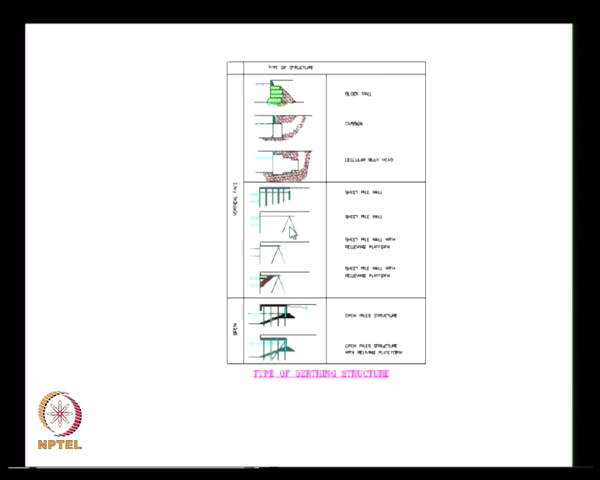 TYPE OF STRUCTURE
BLOCK WALL
CAISSON
CELLULAR BULK HEAD
VERTICAL FACE
SHEET PILE WALL
SHEET PILE WALL
SHEET PILE WALL WITH
RELIEVING PLATFORM
SHEET PILE WALL WITH
RELIEVING PLATFORM
OPEN
OPEN PILED STRUCTURE
OPEN PILED STRUCTURE
WITH RELIVING PLATFORM
TYPE OF BERTHING STRUCTURE
NPTEL